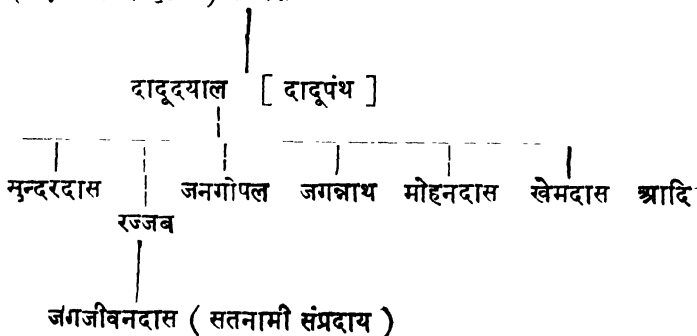 दादूदयाल [ दादूपंथ ]
सुन्दरदास रज्जब जनगोपल जगन्नाथ मोहनदास खेमदास आदि
जगजीवनदास ( सतनामी संप्रदाय )